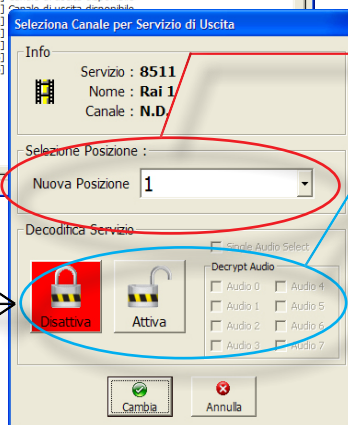 Canale di uscita disponibile
Seleziona Canale per Servizio di Uscita
Info
Servizio : 8511
Nome : Rai 1
Canale : N.D.
Selezione Posizione :
Nuova Posizione 1
Decodifica Servizio
Single Audio Select
Decrypt Audio
Audio 0 Audio 4
Audio 1 Audio 5
Audio 2 Audio 6
Audio 3 Audio 7
Disattiva Attiva
Cambia Annulla